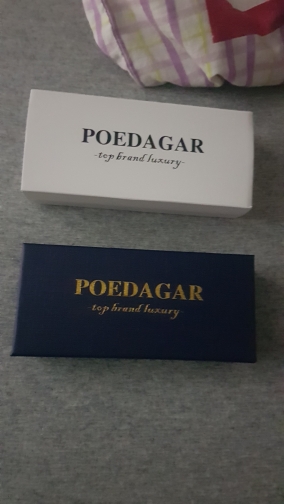 POEDAGAR
-top brand luxury-
POEDAGAR
top brand luxury